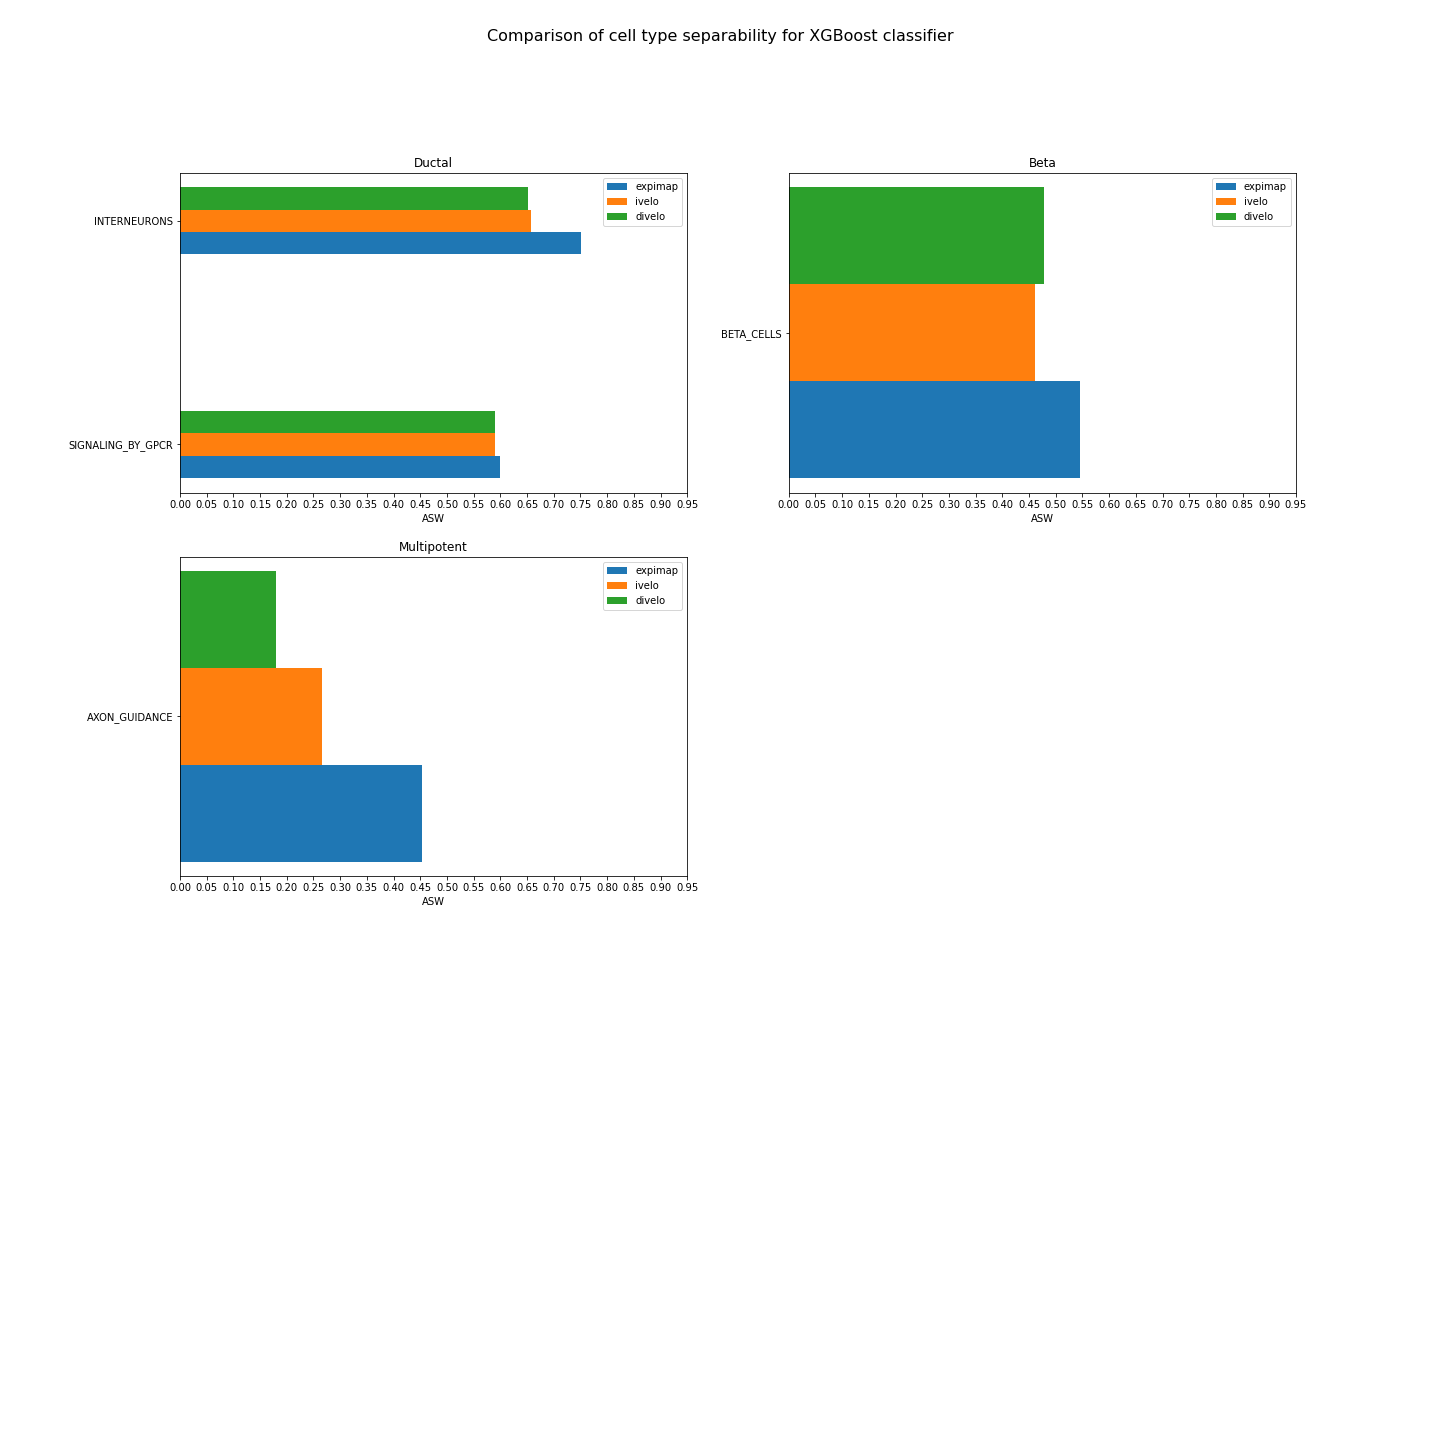 Comparison of cell type separability for XGBoost classifier
Ductal
expimap
ivelo
divelo
INTERNEURONS
SIGNALING_BY_GPCR
0.00 0.05 0.10 0.15 0.20 0.25 0.30 0.35 0.40 0.45 0.50 0.55 0.60 0.65 0.70 0.75 0.80 0.85 0.90 0.95
ASW
Beta
expimap
ivelo
divelo
BETA_CELLS
0.00 0.05 0.10 0.15 0.20 0.25 0.30 0.35 0.40 0.45 0.50 0.55 0.60 0.65 0.70 0.75 0.80 0.85 0.90 0.95
ASW
Multipotent
expimap
ivelo
divelo
AXON_GUIDANCE
0.00 0.05 0.10 0.15 0.20 0.25 0.30 0.35 0.40 0.45 0.50 0.55 0.60 0.65 0.70 0.75 0.80 0.85 0.90 0.95
ASW